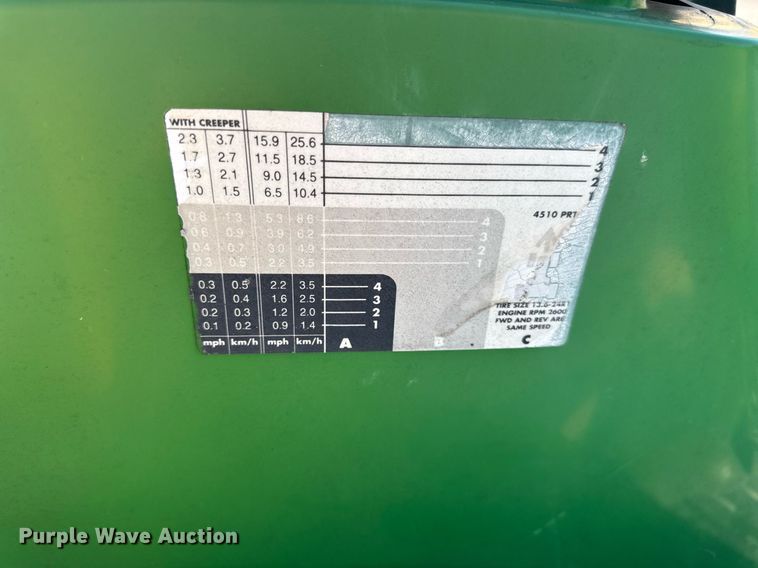 WITH CREEPER
2.3 3.7 15.9 25.6 4
1.7 2.7 11.5 18.5 3
1.3 2.1 9.0 14.5 2
1.0 1.5 6.5 10.4 1
0.8 1.3 5.3 8.6 4
0.6 0.9 3.9 6.2 3
0.4 0.7 3.0 4.9 2
0.3 0.5 2.2 3.5 1
4510 PRT
0.3 0.5 2.2 3.5 4
0.2 0.4 1.6 2.5 3
0.2 0.3 1.2 2.0 2
0.1 0.2 0.9 1.4 1
mph km/h mph km/h A B C
TIRE SIZE 13.6-24R1
ENGINE RPM 2600
FWD AND REV ARE
SAME SPEED
Purple Wave Auction